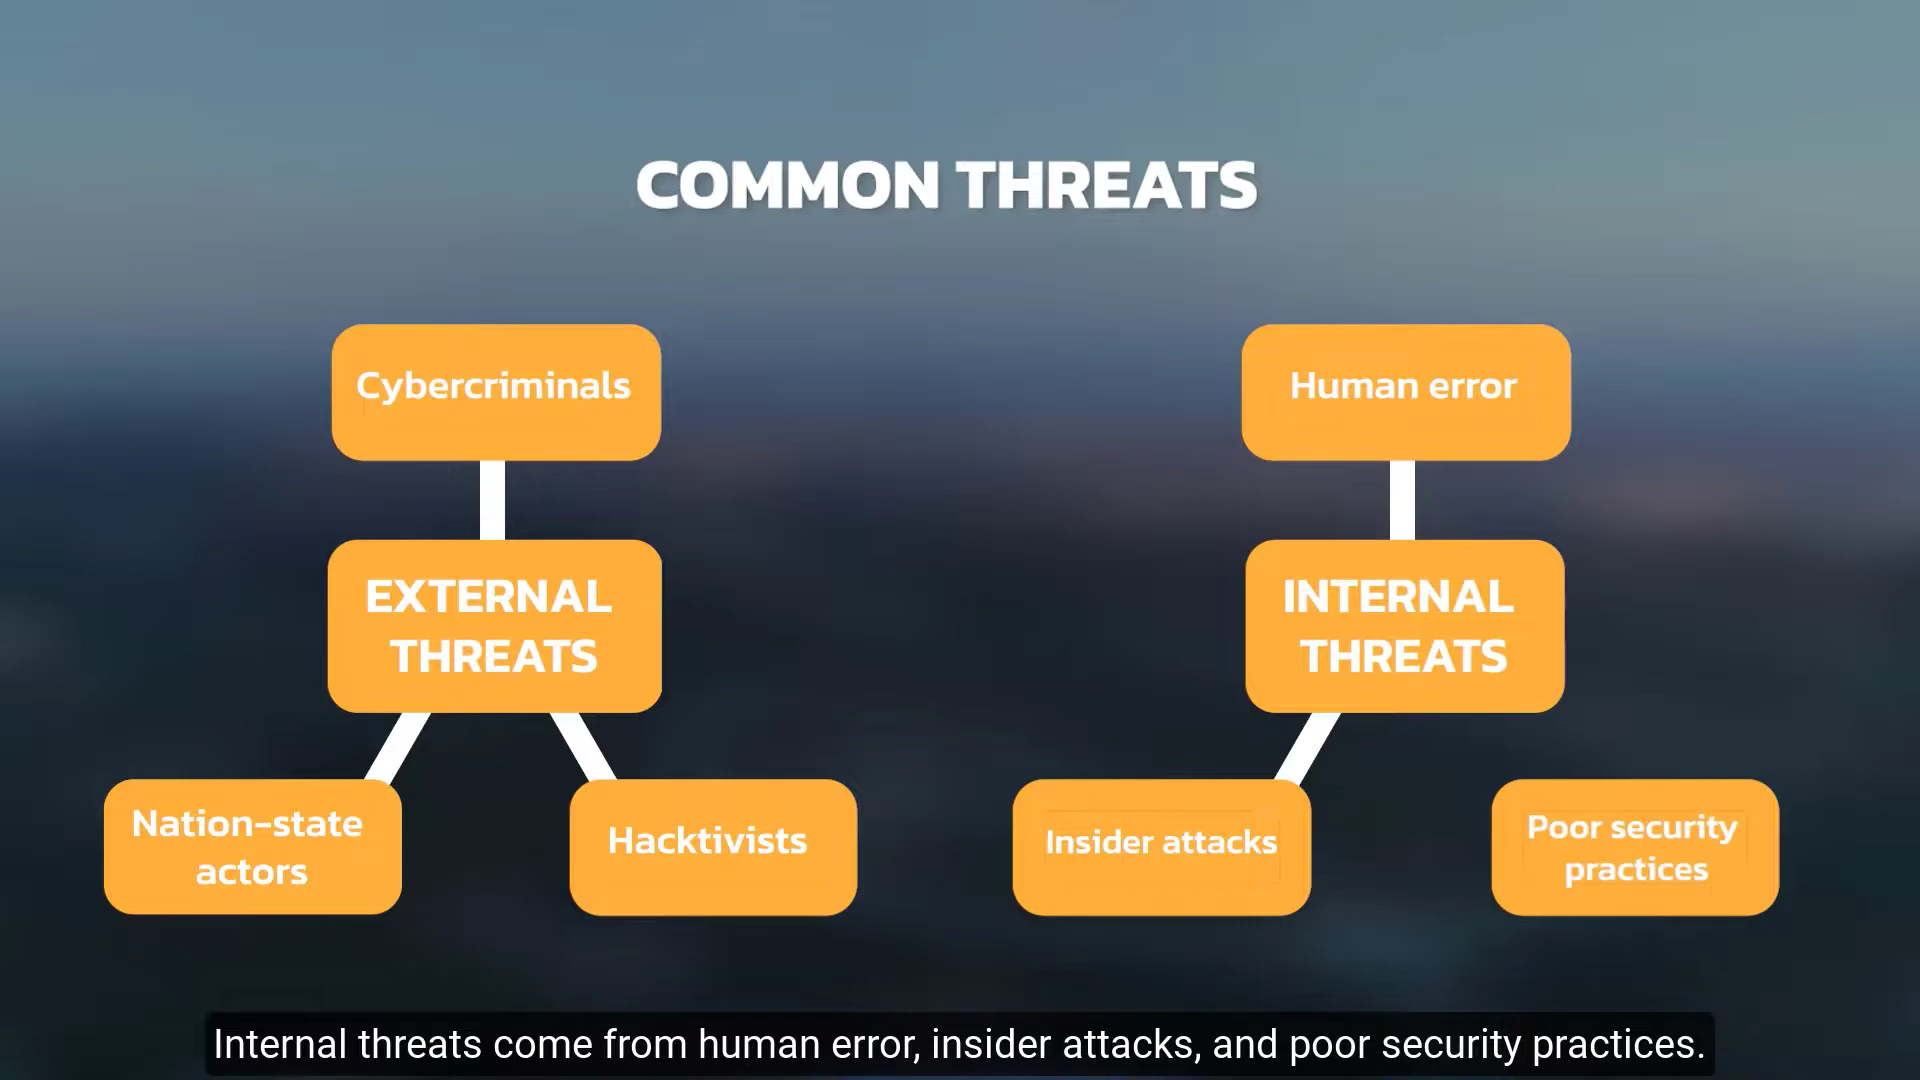 COMMON THREATS
Cybercriminals
Human error
EXTERNAL
THREATS
INTERNAL
THREATS
Nation-state
actors
Hacktivists
Insider attacks
Poor security
practices
Internal threats come from human error, insider attacks, and poor security practices.